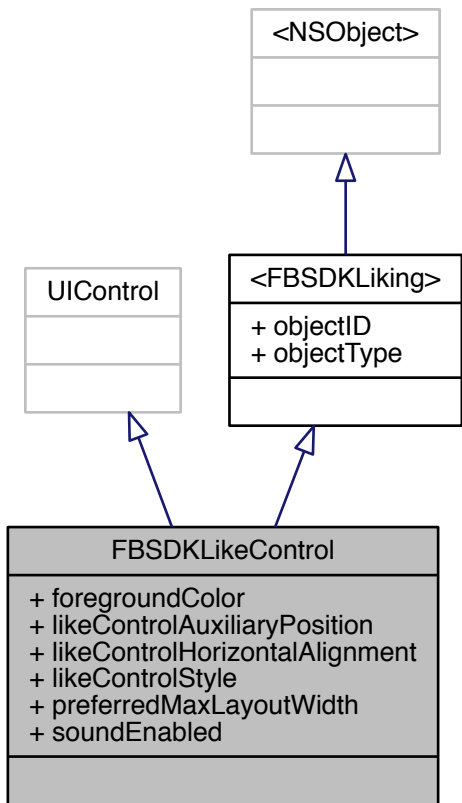 <NSObject>
UIControl
<FBSDKLiking>
+ objectID
+ objectType
FBSDKLikeControl
+ foregroundColor
+ likeControlAuxiliaryPosition
+ likeControlHorizontalAlignment
+ likeControlStyle
+ preferredMaxLayoutWidth
+ soundEnabled